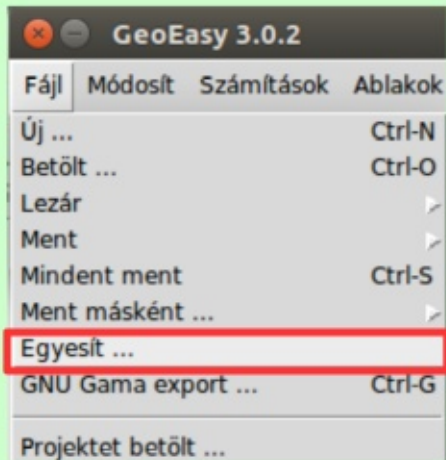 GeoEasy 3.0.2
Fájl Módosít Számítások Ablakok
Új ... Ctrl-N
Betölt ... Ctrl-O
Lezár
Ment
Mindent ment Ctrl-S
Ment másként ...
Egyesít ...
GNU Gama export ... Ctrl-G
Projektet betölt ...